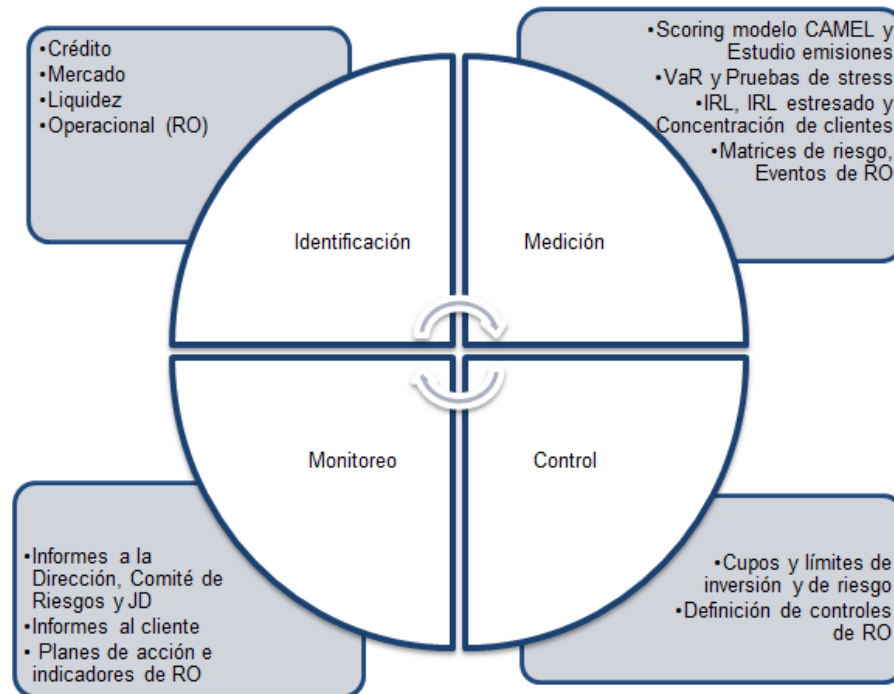 •Crédito
•Mercado
•Liquidez
•Operacional (RO)
•Scoring modelo CAMEL y
Estudio emisiones
•VaR y Pruebas de stress
•IRL, IRL estresado y
Concentración de clientes
•Matrices de riesgo,
Eventos de RO
Identificación
Medición
Monitoreo
Control
•Informes a la
Dirección, Comité de
Riesgos y JD
•Informes al cliente
• Planes de acción e
indicadores de RO
•Cupos y límites de
inversión y de riesgo
•Definición de controles
de RO